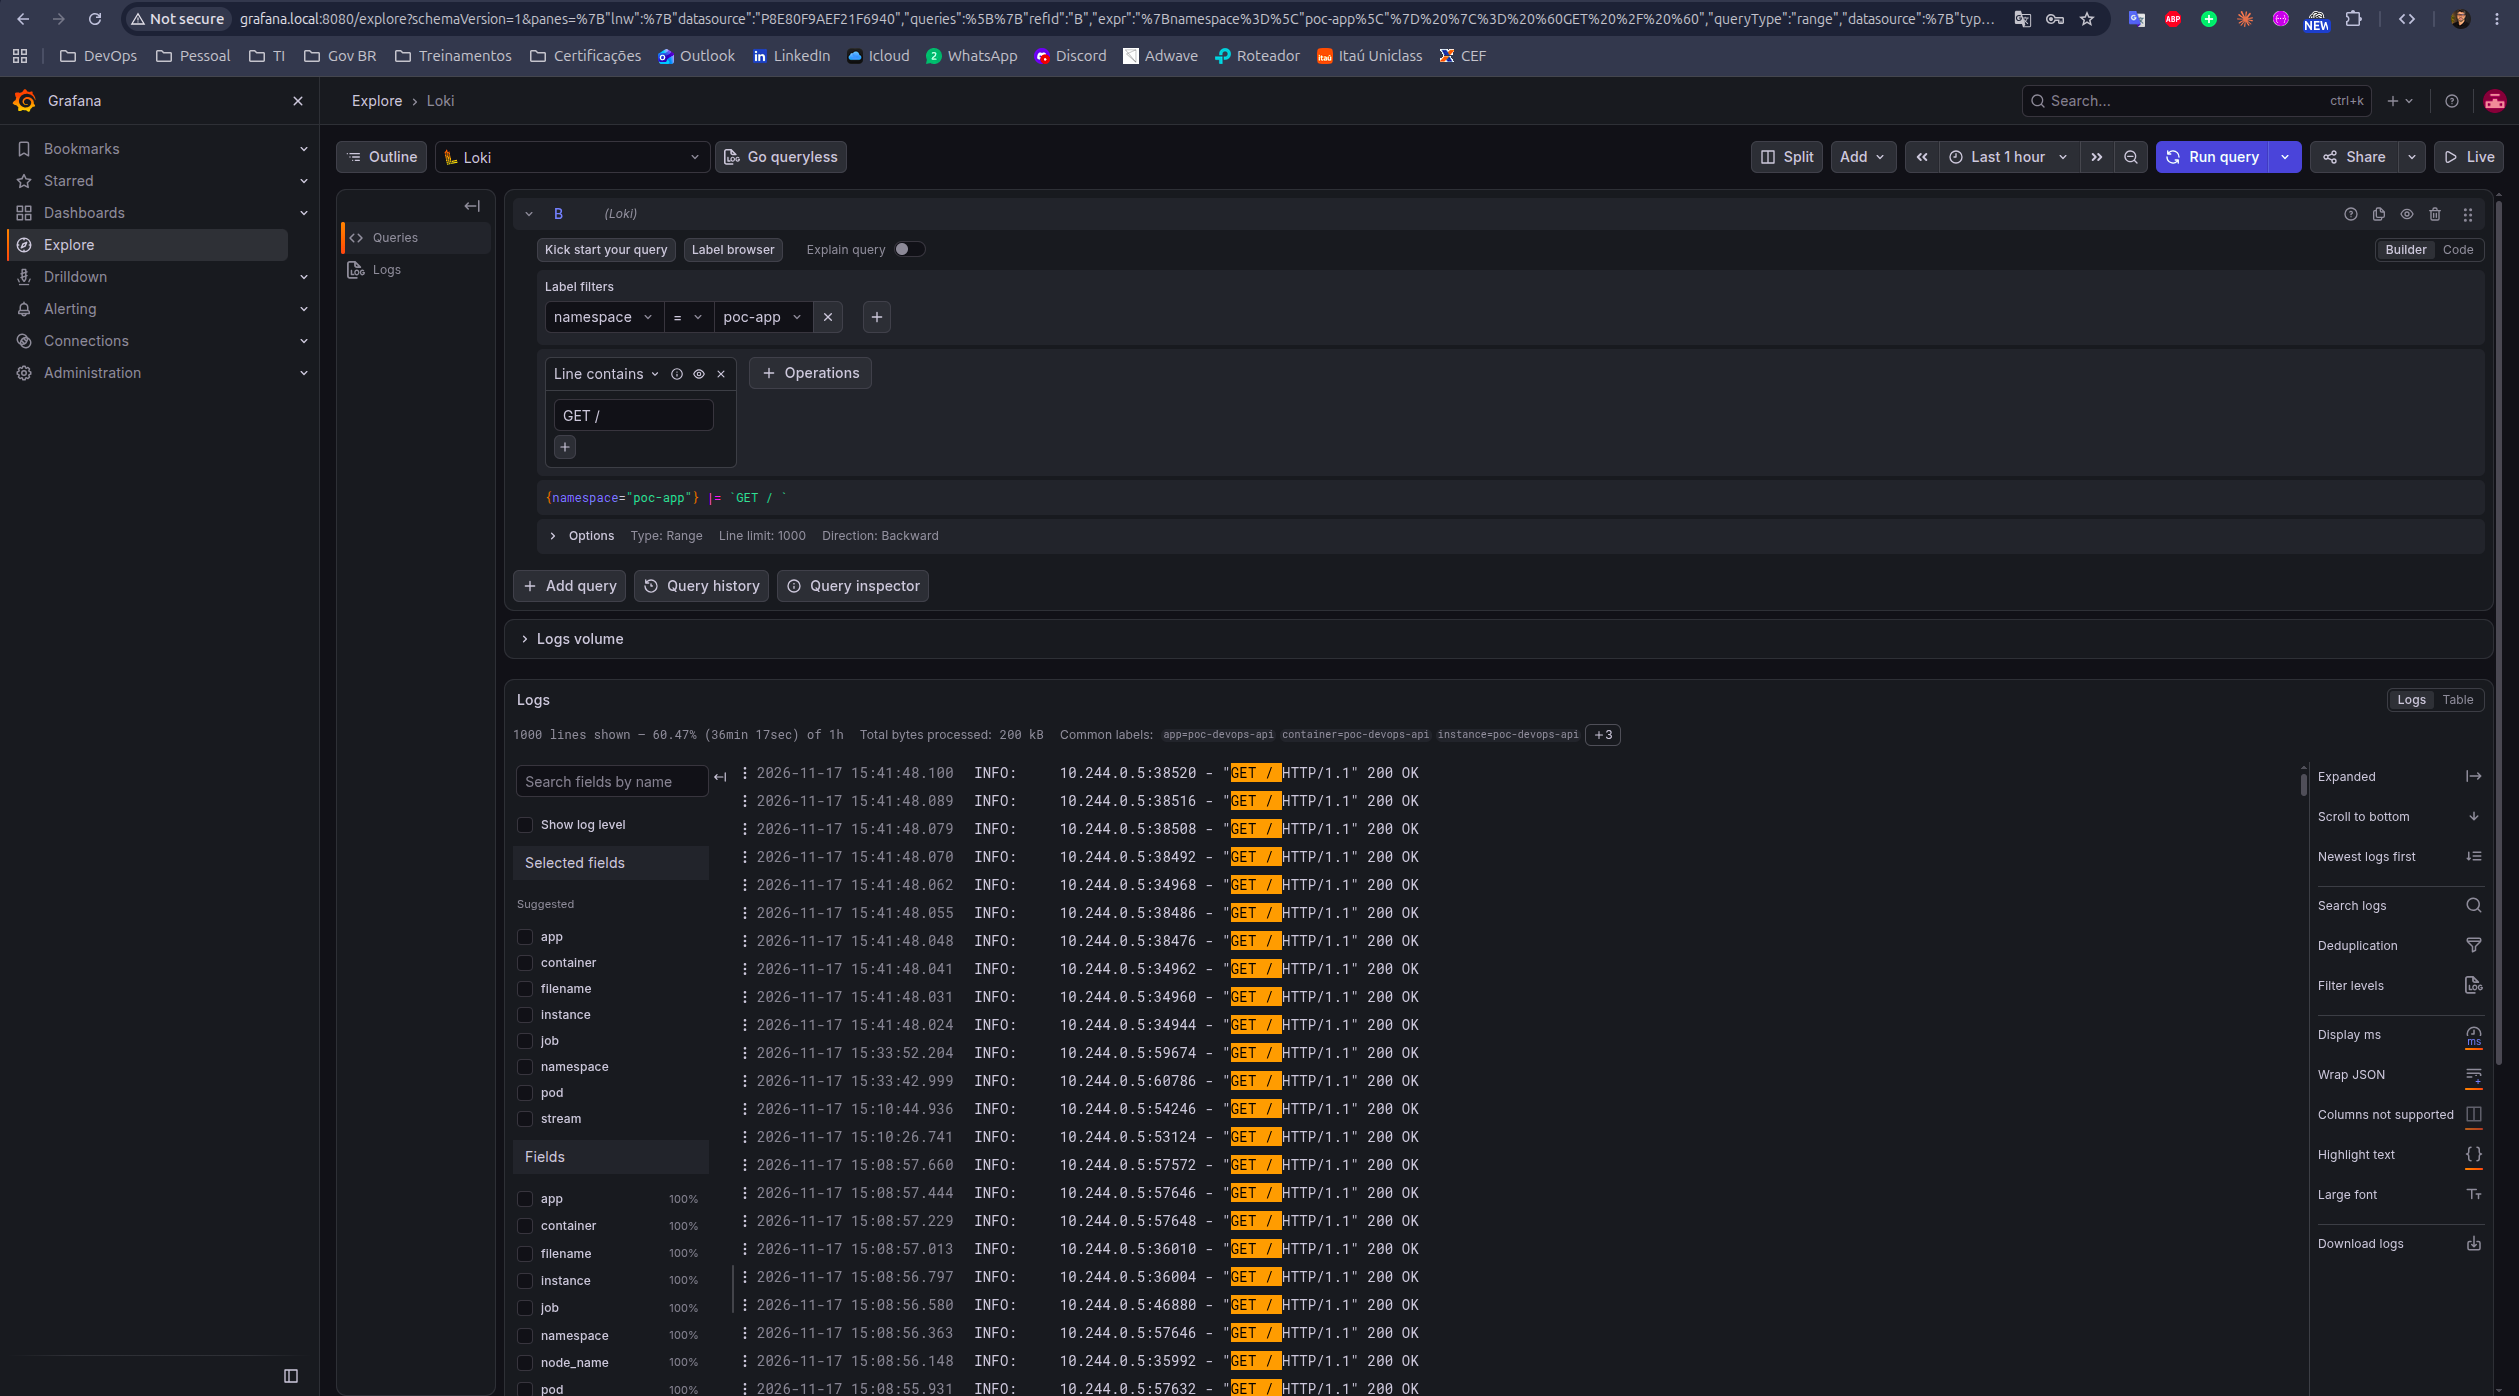 Not secure grafana.local:8080/explore?schemaVersion=1&panes=%7B"lnw":%7B"datasource":"P8E80F9AEF21F6940","queries":%5B%7B"refId":"B","expr":"%7Bnamespace%3D%5C"poc-app%5C"%7D%20%7C%3D%20%60GET%20%2F%20%60","queryType":"range","datasource":%7B"typ...
ABP NEW
DevOps Pessoal TI Gov BR Treinamentos Certificações Outlook LinkedIn Icloud 2 WhatsApp Discord Adwave Roteador Itaú Uniclass CEF
Grafana
Explore › Loki
Search... ctrl+k
Bookmarks
Starred
Dashboards
Explore
Drilldown
Alerting
Connections
Administration
Outline Loki Go queryless
Split Add Last 1 hour Run query Share Live
Queries
Logs
B (Loki)
Kick start your query Label browser Explain query Builder Code
Label filters
namespace = poc-app
Line contains Operations
GET /
{namespace="poc-app"} |= `GET / `
Options Type: Range Line limit: 1000 Direction: Backward
Add query Query history Query inspector
Logs volume
Logs Logs Table
1000 lines shown — 60.47% (36min 17sec) of 1h Total bytes processed: 200 kB Common labels: app=poc-devops-api container=poc-devops-api instance=poc-devops-api +3
Search fields by name
Show log level
Selected fields
Suggested
app
container
filename
instance
job
namespace
pod
stream
Fields
app 100%
container 100%
filename 100%
instance 100%
job 100%
namespace 100%
node_name 100%
pod 100%
2026-11-17 15:41:48.100 INFO: 10.244.0.5:38520 - "GET / HTTP/1.1" 200 OK
2026-11-17 15:41:48.089 INFO: 10.244.0.5:38516 - "GET / HTTP/1.1" 200 OK
2026-11-17 15:41:48.079 INFO: 10.244.0.5:38508 - "GET / HTTP/1.1" 200 OK
2026-11-17 15:41:48.070 INFO: 10.244.0.5:38492 - "GET / HTTP/1.1" 200 OK
2026-11-17 15:41:48.062 INFO: 10.244.0.5:34968 - "GET / HTTP/1.1" 200 OK
2026-11-17 15:41:48.055 INFO: 10.244.0.5:38486 - "GET / HTTP/1.1" 200 OK
2026-11-17 15:41:48.048 INFO: 10.244.0.5:38476 - "GET / HTTP/1.1" 200 OK
2026-11-17 15:41:48.041 INFO: 10.244.0.5:34962 - "GET / HTTP/1.1" 200 OK
2026-11-17 15:41:48.031 INFO: 10.244.0.5:34960 - "GET / HTTP/1.1" 200 OK
2026-11-17 15:41:48.024 INFO: 10.244.0.5:34944 - "GET / HTTP/1.1" 200 OK
2026-11-17 15:33:52.204 INFO: 10.244.0.5:59674 - "GET / HTTP/1.1" 200 OK
2026-11-17 15:33:42.999 INFO: 10.244.0.5:60786 - "GET / HTTP/1.1" 200 OK
2026-11-17 15:10:44.936 INFO: 10.244.0.5:54246 - "GET / HTTP/1.1" 200 OK
2026-11-17 15:10:26.741 INFO: 10.244.0.5:53124 - "GET / HTTP/1.1" 200 OK
2026-11-17 15:08:57.660 INFO: 10.244.0.5:57572 - "GET / HTTP/1.1" 200 OK
2026-11-17 15:08:57.444 INFO: 10.244.0.5:57646 - "GET / HTTP/1.1" 200 OK
2026-11-17 15:08:57.229 INFO: 10.244.0.5:57648 - "GET / HTTP/1.1" 200 OK
2026-11-17 15:08:57.013 INFO: 10.244.0.5:36010 - "GET / HTTP/1.1" 200 OK
2026-11-17 15:08:56.797 INFO: 10.244.0.5:36004 - "GET / HTTP/1.1" 200 OK
2026-11-17 15:08:56.580 INFO: 10.244.0.5:46880 - "GET / HTTP/1.1" 200 OK
2026-11-17 15:08:56.363 INFO: 10.244.0.5:57646 - "GET / HTTP/1.1" 200 OK
2026-11-17 15:08:56.148 INFO: 10.244.0.5:35992 - "GET / HTTP/1.1" 200 OK
2026-11-17 15:08:55.931 INFO: 10.244.0.5:57632 - "GET / HTTP/1.1" 200 OK
Expanded
Scroll to bottom
Newest logs first
Search logs
Deduplication
Filter levels
Display ms
Wrap JSON
Columns not supported
Highlight text
Large font
Download logs